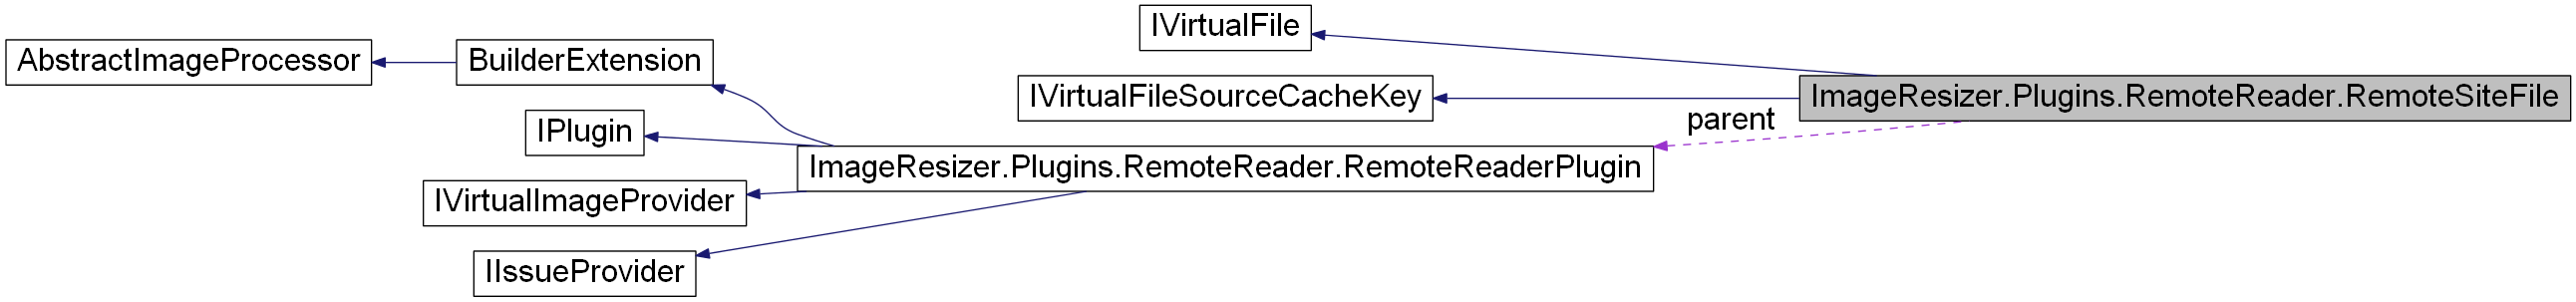 IVirtualFile
AbstractImageProcessor
BuilderExtension
IVirtualFileSourceCacheKey
ImageResizer.Plugins.RemoteReader.RemoteSiteFile
parent
IPlugin
ImageResizer.Plugins.RemoteReader.RemoteReaderPlugin
IVirtualImageProvider
IIssueProvider